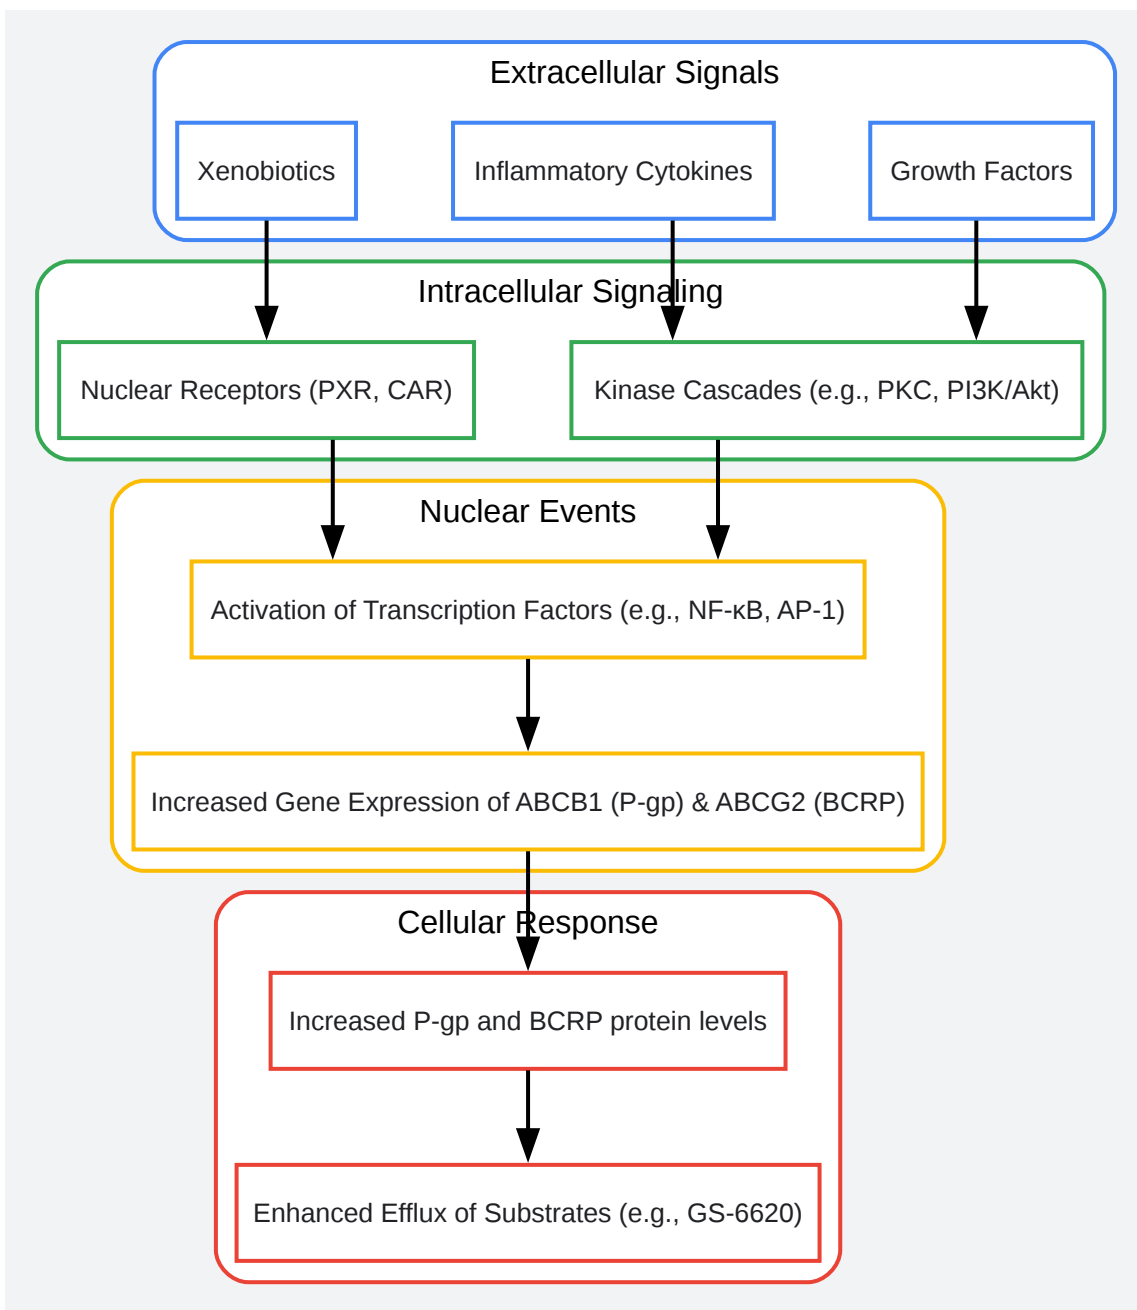 Extracellular Signals
Xenobiotics
Inflammatory Cytokines
Growth Factors
Intracellular Signaling
Nuclear Receptors (PXR, CAR)
Kinase Cascades (e.g., PKC, PI3K/Akt)
Nuclear Events
Activation of Transcription Factors (e.g., NF-κB, AP-1)
Increased Gene Expression of ABCB1 (P-gp) & ABCG2 (BCRP)
Cellular Response
Increased P-gp and BCRP protein levels
Enhanced Efflux of Substrates (e.g., GS-6620)